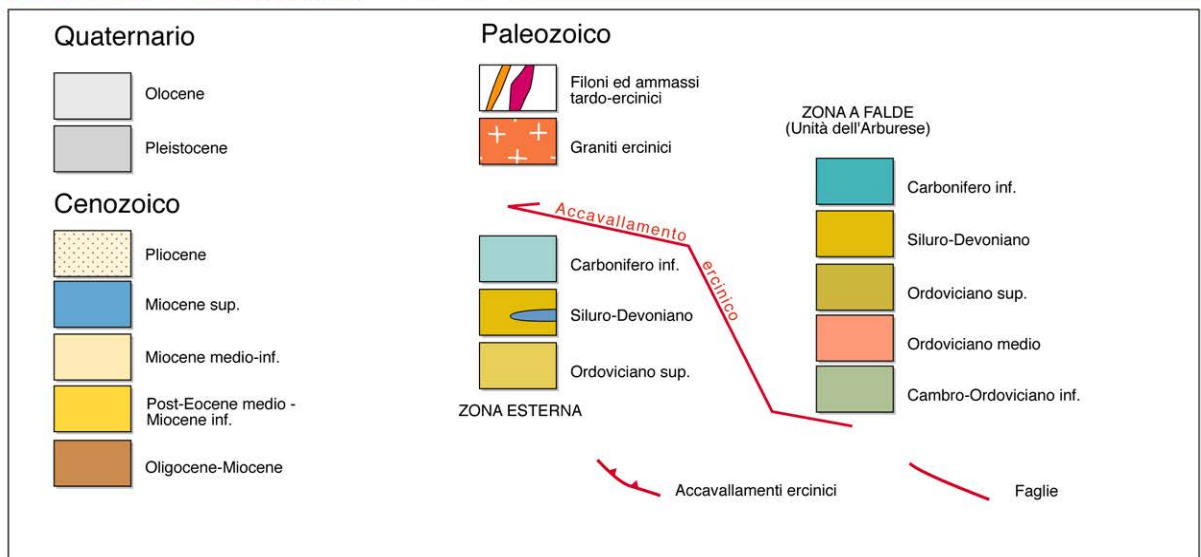 Quaternario
Olocene
Pleistocene
Cenozoico
Pliocene
Miocene sup.
Miocene medio-inf.
Post-Eocene medio -
Miocene inf.
Oligocene-Miocene
Paleozoico
Filoni ed ammassi
tardo-ercinici
Graniti ercinici
Accavallamento
ercinico
Carbonifero inf.
Siluro-Devoniano
Ordoviciano sup.
ZONA ESTERNA
ZONA A FALDE
(Unità dell'Arburese)
Carbonifero inf.
Siluro-Devoniano
Ordoviciano sup.
Ordoviciano medio
Cambro-Ordoviciano inf.
Accavallamenti ercinici
Faglie